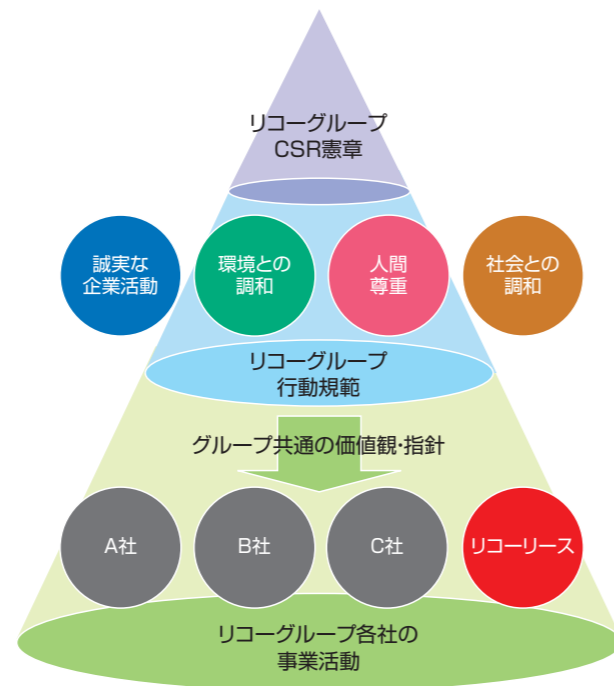 リコーグループ
CSR憲章
誠実な
企業活動
環境との
調和
人間
尊重
社会との
調和
リコーグループ
行動規範
グループ共通の価値観・指針
A社
B社
C社
リコーリース
リコーグループ各社の
事業活動